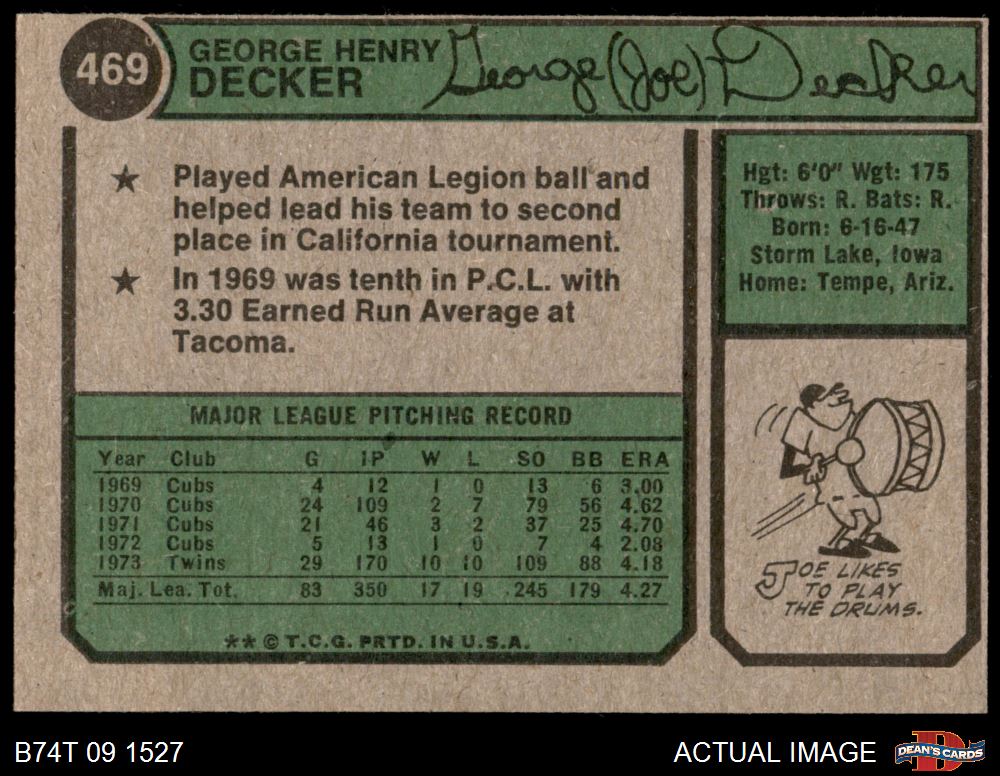 469
GEORGE HENRY
DECKER
George (Joe) Decker
★ Played American Legion ball and
helped lead his team to second
place in California tournament.
★ In 1969 was tenth in P.C.L. with
3.30 Earned Run Average at
Tacoma.
Hgt: 6'0" Wgt: 175
Throws: R. Bats: R.
Born: 6-16-47
Storm Lake, Iowa
Home: Tempe, Ariz.
MAJOR LEAGUE PITCHING RECORD
Year Club G IP W L SO BB ERA
1969 Cubs 4 12 1 0 13 6 3.00
1970 Cubs 24 109 2 7 79 56 4.62
1971 Cubs 21 46 3 2 37 25 4.70
1972 Cubs 5 13 1 0 7 4 2.08
1973 Twins 29 170 10 10 109 88 4.18
Maj. Lea. Tot. 83 350 17 19 245 179 4.27
★★ © T.C.G. PRTD. IN U.S.A.
JOE LIKES
TO PLAY
THE DRUMS.
B74T 09 1527
ACTUAL IMAGE
DEAN'S CARDS